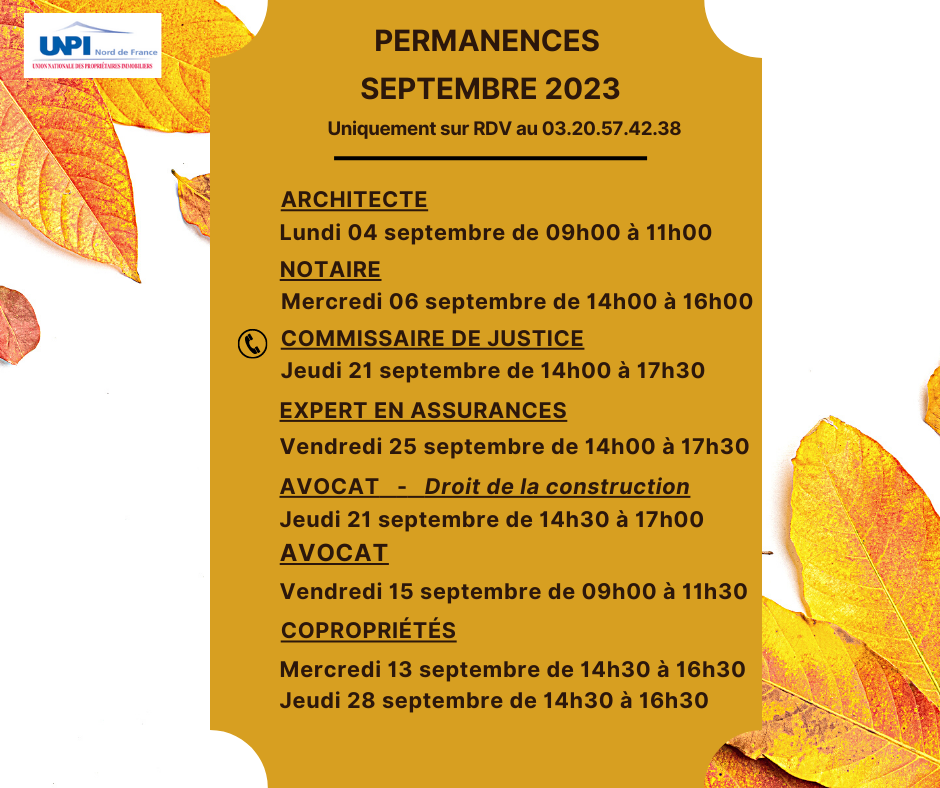 UNPI Nord de France
UNION NATIONALE DES PROPRIÉTAIRES IMMOBILIERS
PERMANENCES
SEPTEMBRE 2023
Uniquement sur RDV au 03.20.57.42.38
ARCHITECTE
Lundi 04 septembre de 09h00 à 11h00
NOTAIRE
Mercredi 06 septembre de 14h00 à 16h00
COMMISSAIRE DE JUSTICE
Jeudi 21 septembre de 14h00 à 17h30
EXPERT EN ASSURANCES
Vendredi 25 septembre de 14h00 à 17h30
AVOCAT - Droit de la construction
Jeudi 21 septembre de 14h30 à 17h00
AVOCAT
Vendredi 15 septembre de 09h00 à 11h30
COPROPRIÉTÉS
Mercredi 13 septembre de 14h30 à 16h30
Jeudi 28 septembre de 14h30 à 16h30